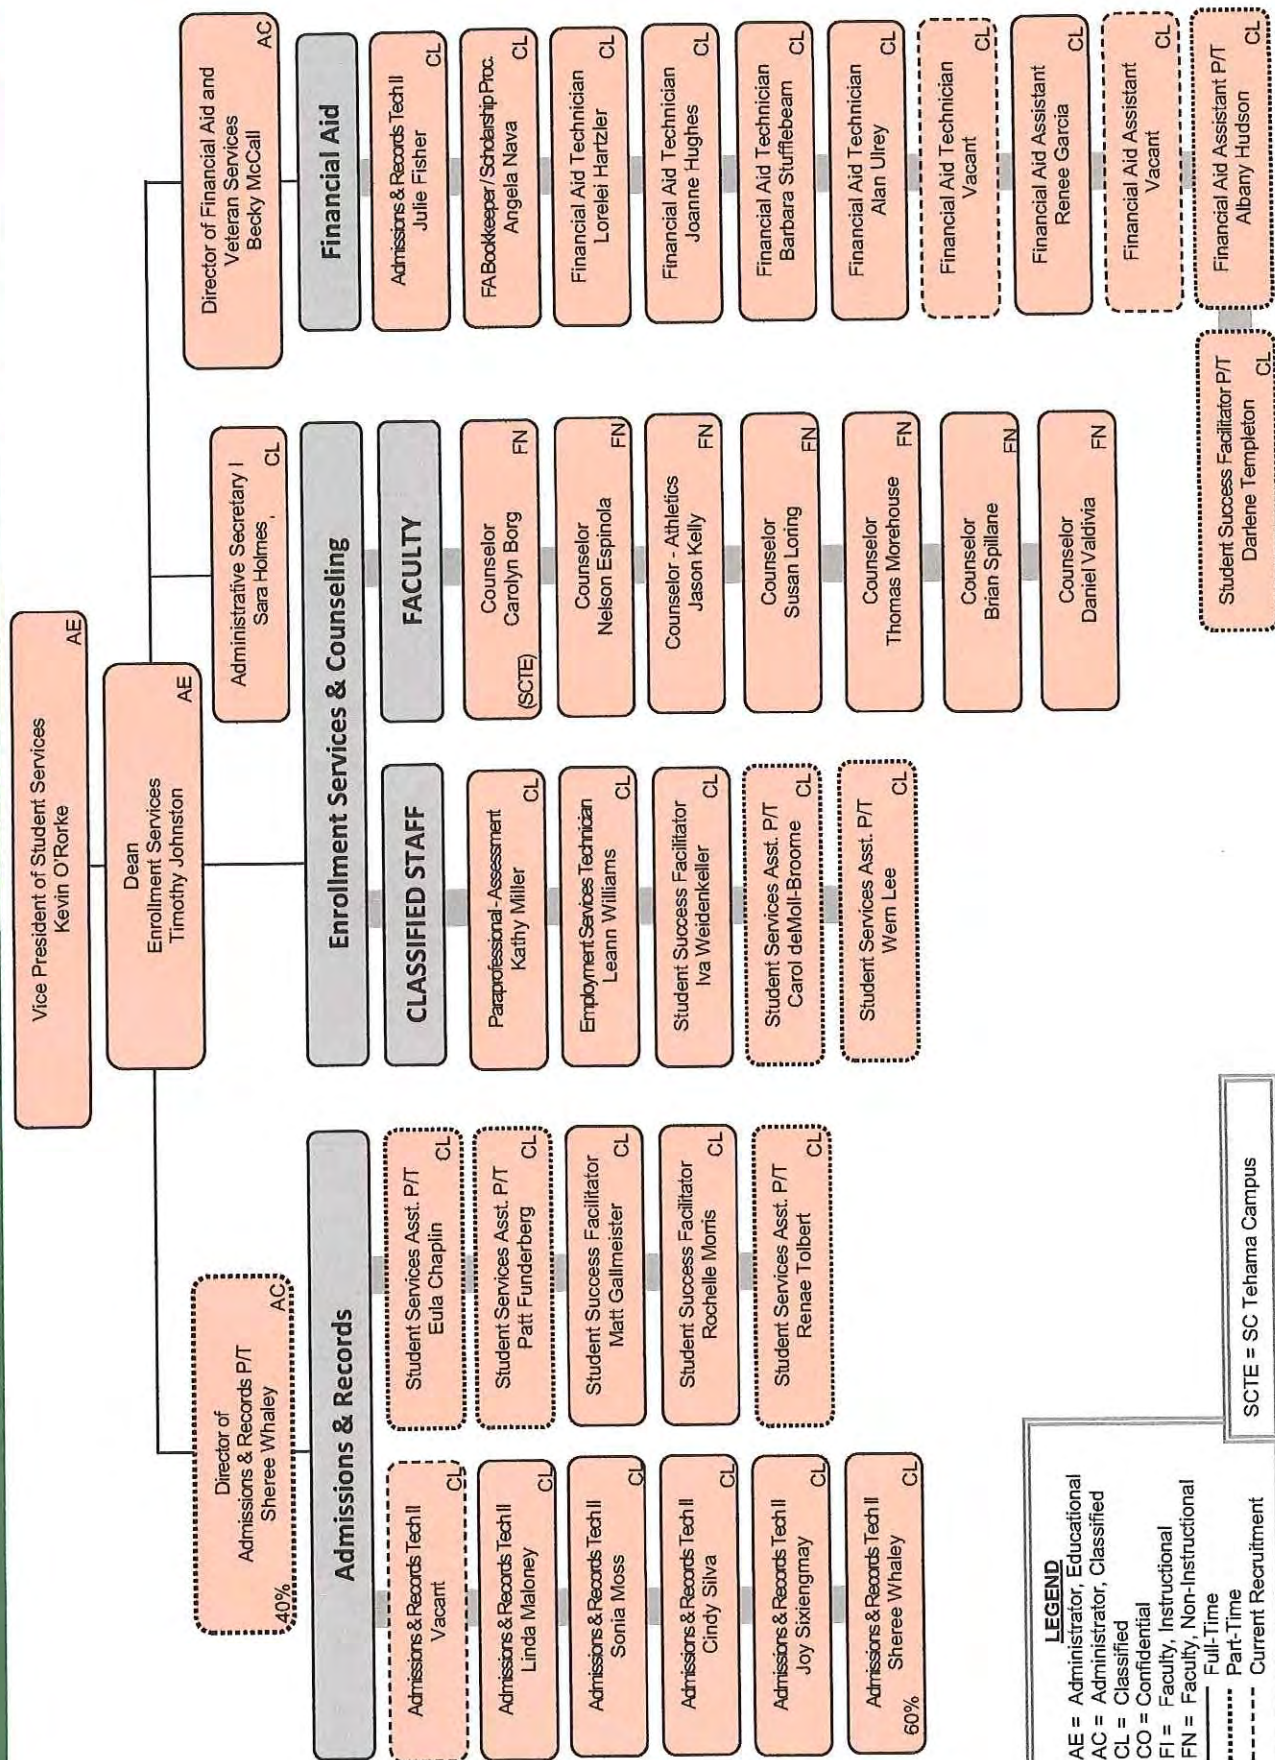 Vice President of Student Services
Kevin O'Rorke
AE
Dean
Enrollment Services
Timothy Johnston
AE
Director of
Admissions & Records P/T
Sheree Whaley
40%
AC
Administrative Secretary I
Sara Holmes,
CL
Director of Financial Aid and
Veteran Services
Becky McCall
AC
Admissions & Records
Admissions & Records Tech II
Vacant
CL
Admissions & Records Tech II
Linda Maloney
CL
Admissions & Records Tech II
Sonia Moss
CL
Admissions & Records Tech II
Cindy Silva
CL
Admissions & Records Tech II
Joy Sixiengmay
CL
Admissions & Records Tech II
Sheree Whaley
60%
CL
Student Services Asst. P/T
Eula Chaplin
CL
Student Services Asst. P/T
Patt Funderberg
CL
Student Success Facilitator
Matt Gallmeister
CL
Student Success Facilitator
Rochelle Morris
CL
Student Services Asst. P/T
Renae Tolbert
CL
Enrollment Services & Counseling
CLASSIFIED STAFF
Paraprofessional - Assessment
Kathy Miller
CL
Employment Services Technician
Leann Williams
CL
Student Success Facilitator
Iva Weidenkeller
CL
Student Services Asst. P/T
Carol deMoll-Broome
CL
Student Services Asst. P/T
Wern Lee
CL
FACULTY
Counselor
Carolyn Borg
(SCTE)
FN
Counselor
Nelson Espinola
FN
Counselor - Athletics
Jason Kelly
FN
Counselor
Susan Loring
FN
Counselor
Thomas Morehouse
FN
Counselor
Brian Spillane
FN
Counselor
Daniel Valdivia
FN
Financial Aid
Admissions & Records Tech II
Julie Fisher
CL
FA Bookkeeper / Scholarship Proc.
Angela Nava
CL
Financial Aid Technician
Lorelei Hartzler
CL
Financial Aid Technician
Joanne Hughes
CL
Financial Aid Technician
Barbara Stufflebeam
CL
Financial Aid Technician
Alan Ulrey
CL
Financial Aid Technician
Vacant
CL
Financial Aid Assistant
Renee Garcia
CL
Financial Aid Assistant
Vacant
CL
Financial Aid Assistant P/T
Albany Hudson
CL
Student Success Facilitator P/T
Darlene Templeton
CL
LEGEND
AE = Administrator, Educational
AC = Administrator, Classified
CL = Classified
CO = Confidential
FI = Faculty, Instructional
FN = Faculty, Non-Instructional
Full-Time
Part-Time
Current Recruitment
SCTE = SC Tehama Campus